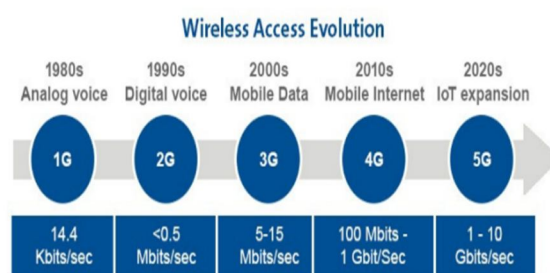 Wireless Access Evolution
1980s
Analog voice
1990s
Digital voice
2000s
Mobile Data
2010s
Mobile Internet
2020s
IoT expansion
1G
2G
3G
4G
5G
14.4
Kbits/sec
<0.5
Mbits/sec
5-15
Mbits/sec
100 Mbits -
1 Gbit/Sec
1 - 10
Gbits/sec